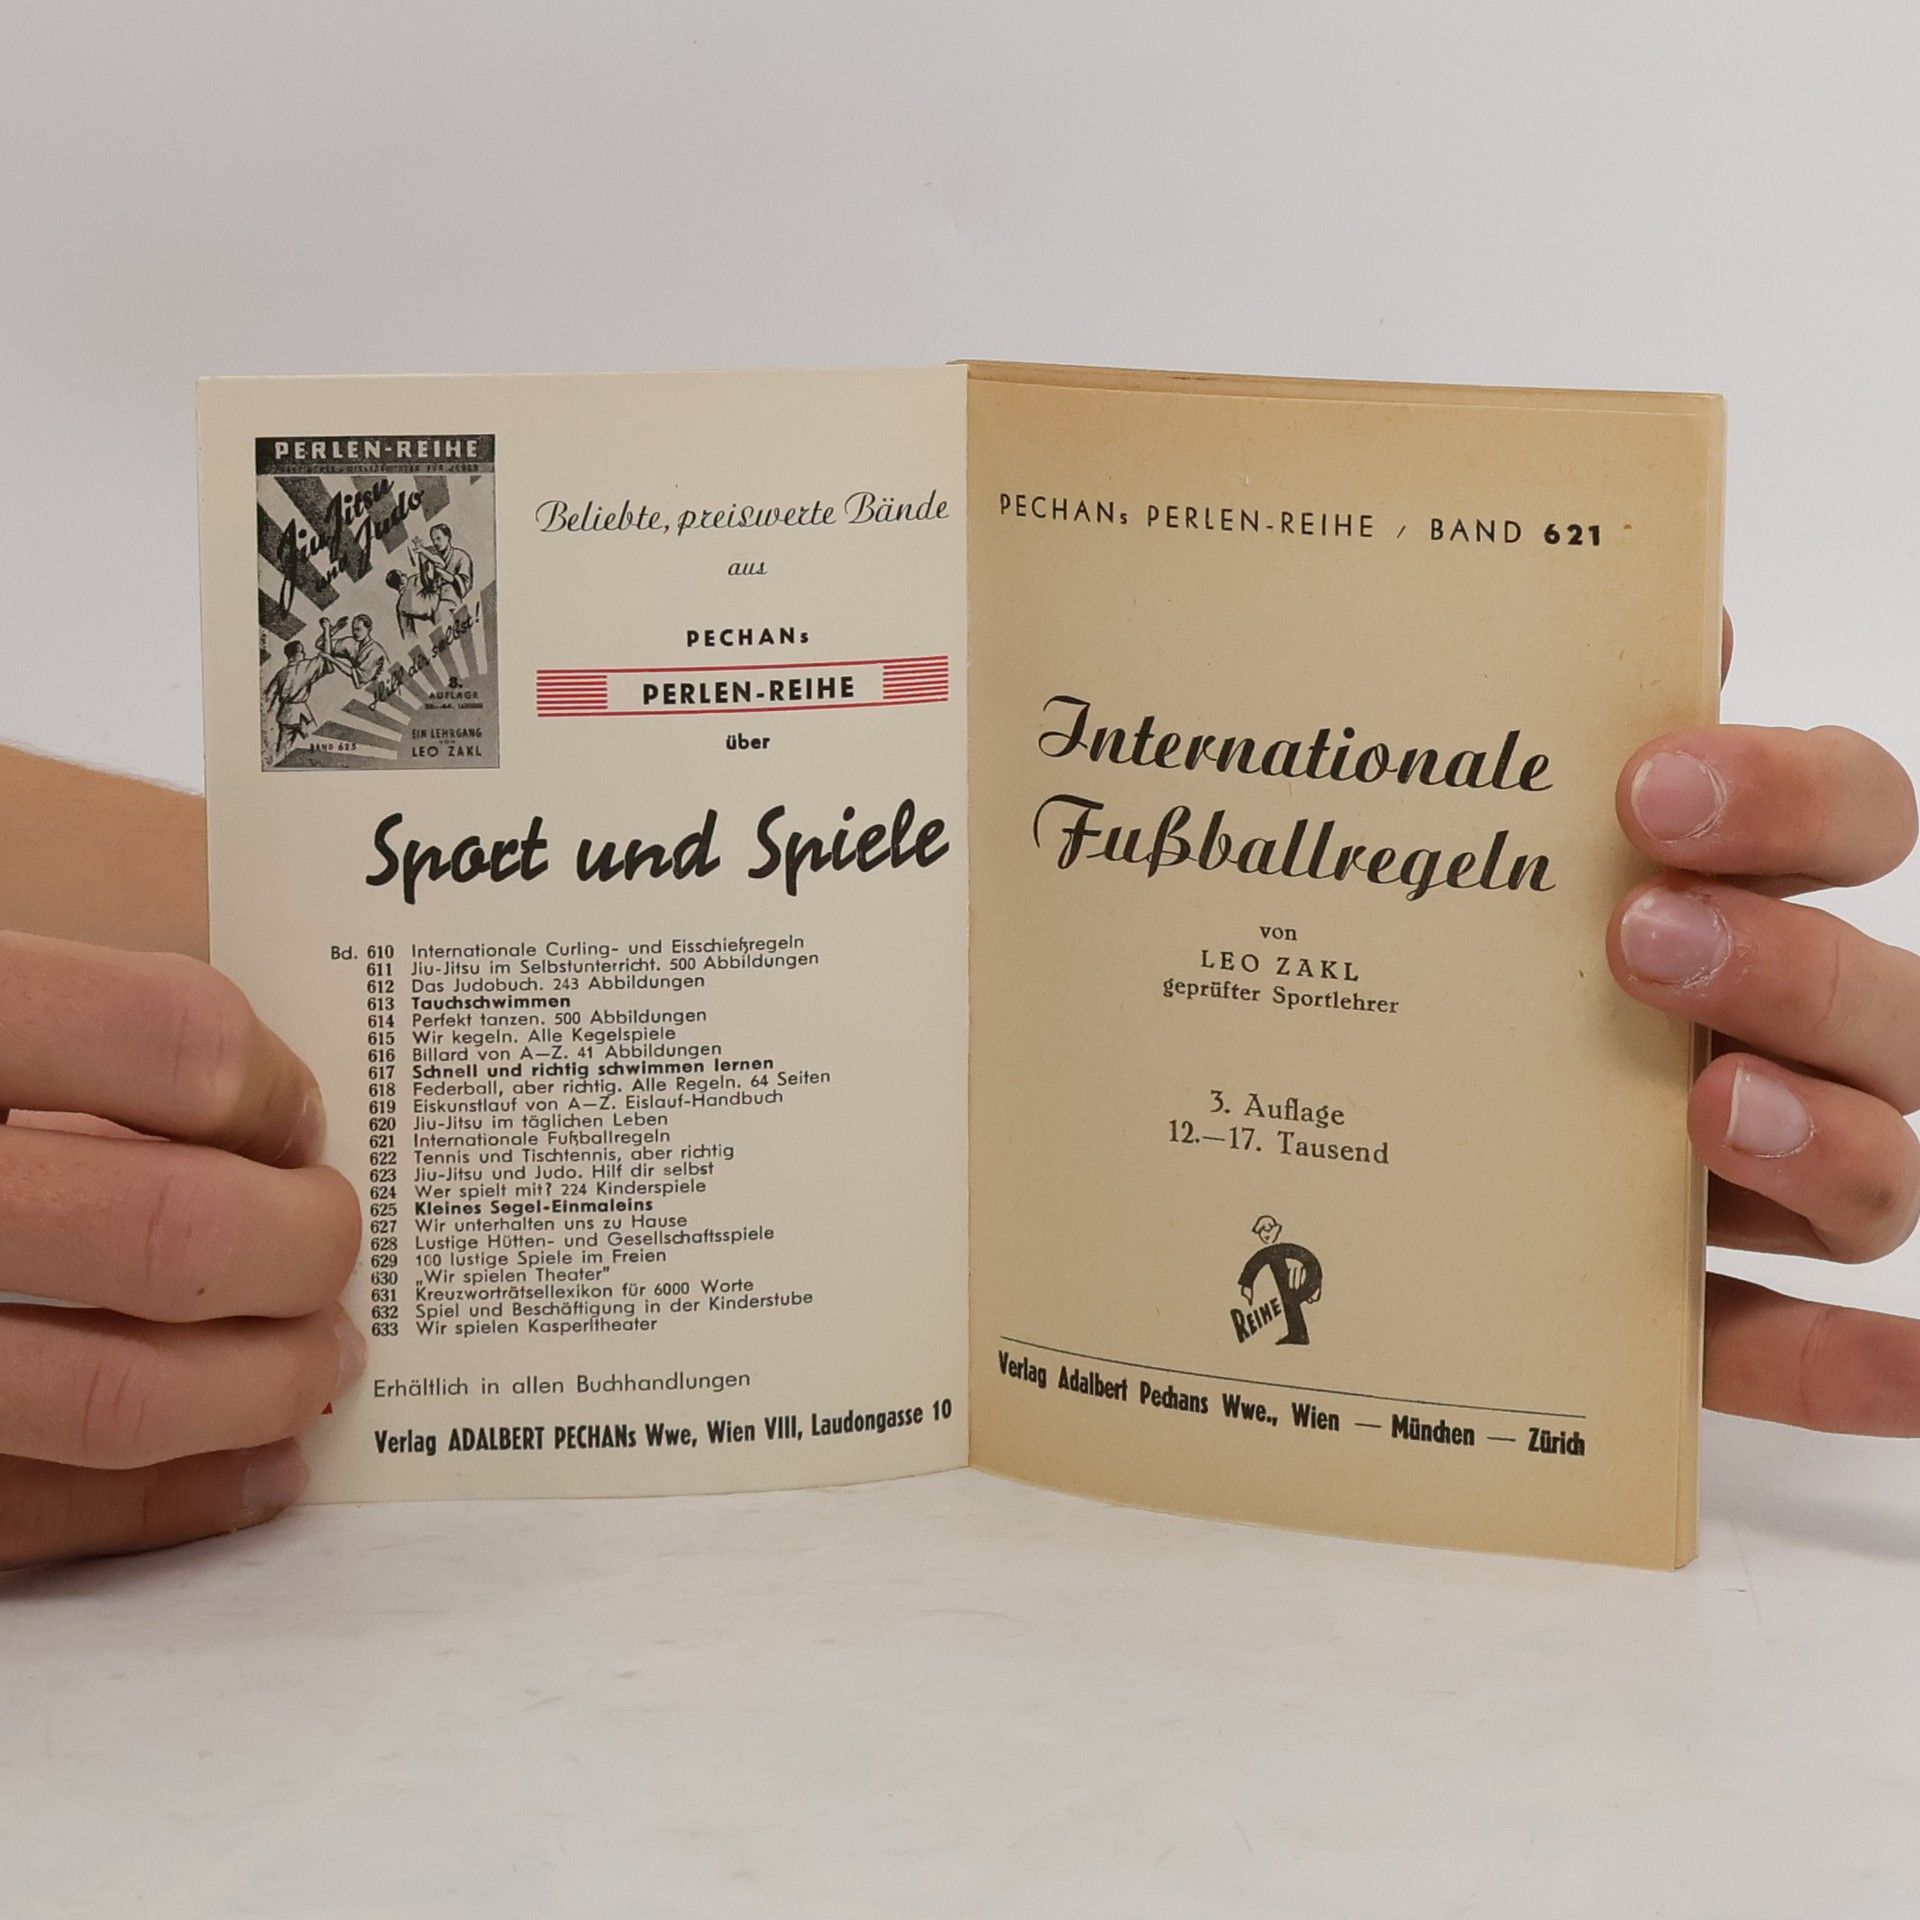 PERLEN-REIHE
Jiu-Jitsu
und Judo
Hilf dir selbst!
8.
AUFLAGE
EIN LEHRGANG
LEO ZAKL
Beliebte, preiswerte Bände
aus
PECHANs
PERLEN-REIHE
über
Sport und Spiele
Bd. 610 Internationale Curling- und Eisschießregeln
611 Jiu-Jitsu im Selbstunterricht. 500 Abbildungen
612 Das Judobuch. 243 Abbildungen
613 Tauchschwimmen
614 Perfekt tanzen. 500 Abbildungen
615 Wir kegeln. Alle Kegelspiele
616 Billard von A—Z. 41 Abbildungen
617 Schnell und richtig schwimmen lernen
618 Federball, aber richtig. Alle Regeln. 64 Seiten
619 Eiskunstlauf von A—Z. Eislauf-Handbuch
620 Jiu-Jitsu im täglichen Leben
621 Internationale Fußballregeln
622 Tennis und Tischtennis, aber richtig
623 Jiu-Jitsu und Judo. Hilf dir selbst
624 Wer spielt mit? 224 Kinderspiele
625 Kleines Segel-Einmaleins
627 Wir unterhalten uns zu Hause
628 Lustige Hütten- und Gesellschaftsspiele
629 100 lustige Spiele im Freien
630 „Wir spielen Theater"
631 Kreuzworträtsellexikon für 6000 Worte
632 Spiel und Beschäftigung in der Kinderstube
633 Wir spielen Kasperltheater
Erhältlich in allen Buchhandlungen
Verlag ADALBERT PECHANs Wwe, Wien VIII, Laudongasse 10
PECHANs PERLEN-REIHE / BAND 621
Internationale
Fußballregeln
von
LEO ZAKL
geprüfter Sportlehrer
3. Auflage
12.—17. Tausend
REIHE P
Verlag Adalbert Pechans Wwe., Wien — München — Zürich